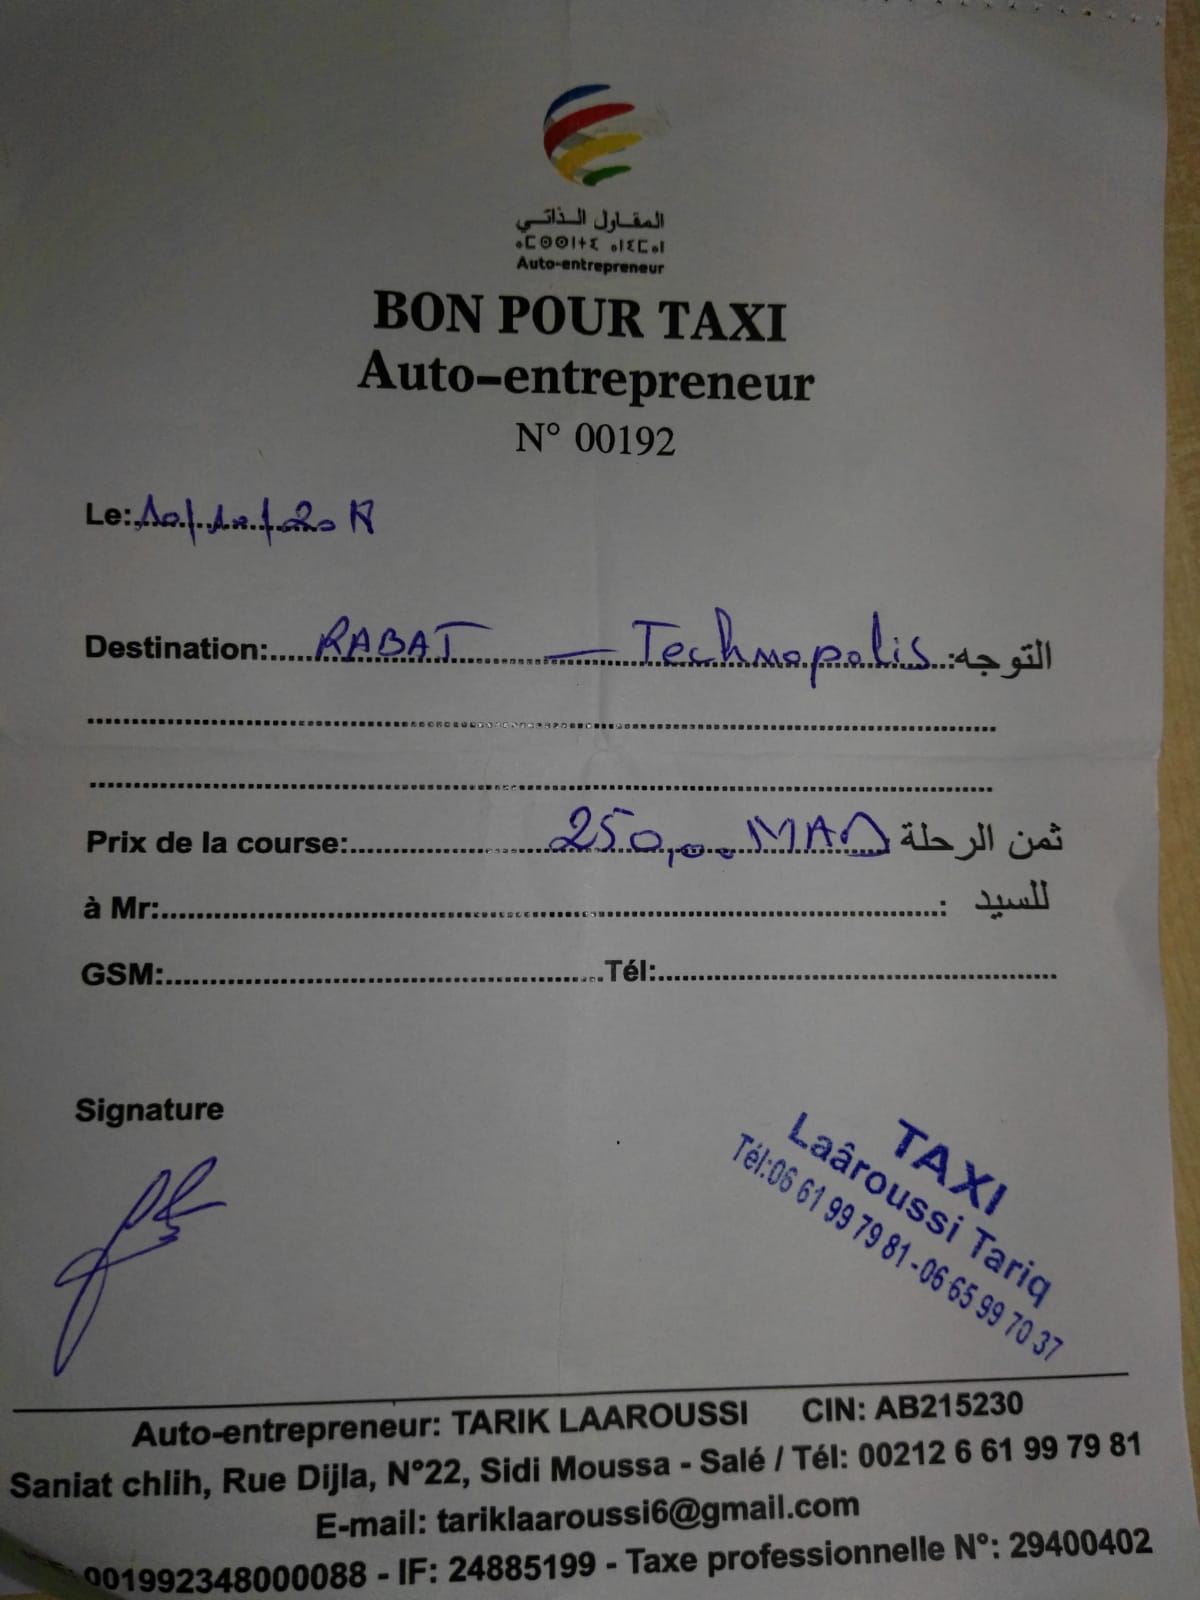 المقاول الذاتي
ⴰⵎⵙⵙⵏⵜⵉ ⴰⵏⵉⵎⴰⵏ
Auto-entrepreneur
BON POUR TAXI
Auto-entrepreneur
N° 00192
Le: 10/10/20
Destination: RABAT — Technopolis التوجه:
Prix de la course: 250,00 MAD ثمن الرحلة
à Mr: للسيد :
GSM: Tél:
Signature
TAXI
Laâroussi Tariq
Tél:06 61 99 79 81-06 65 99 70 37
Auto-entrepreneur: TARIK LAAROUSSI CIN: AB215230
Saniat chlih, Rue Dijla, N°22, Sidi Moussa - Salé / Tél: 00212 6 61 99 79 81
E-mail: tariklaaroussi6@gmail.com
001992348000088 - IF: 24885199 - Taxe professionnelle N°: 29400402